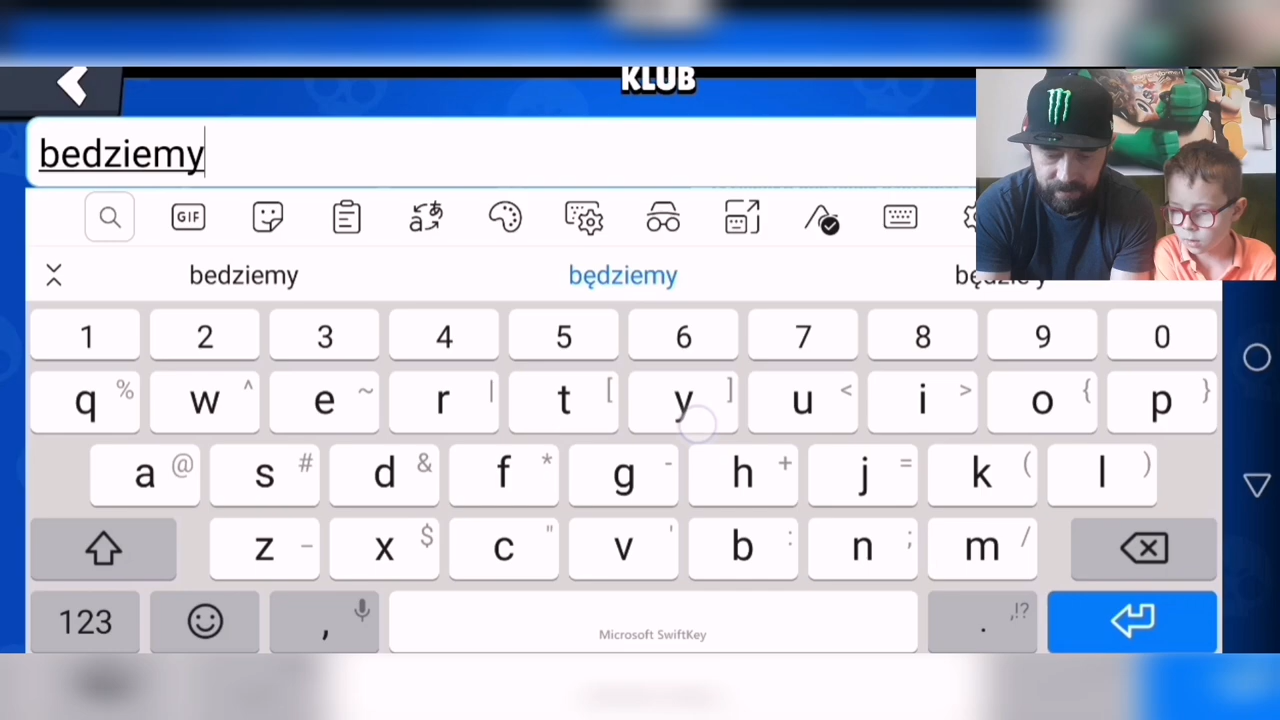 KLUB
bedziemy
GIF
bedziemy będziemy
1 2 3 4 5 6 7 8 9 0
q % w ^ e ~ r | t [ y ] u < i > o { p }
a @ s # d & f * g - h + j = k ( l )
z _ x $ c " v ' b : n ; m /
123 , . ,!?
Microsoft SwiftKey